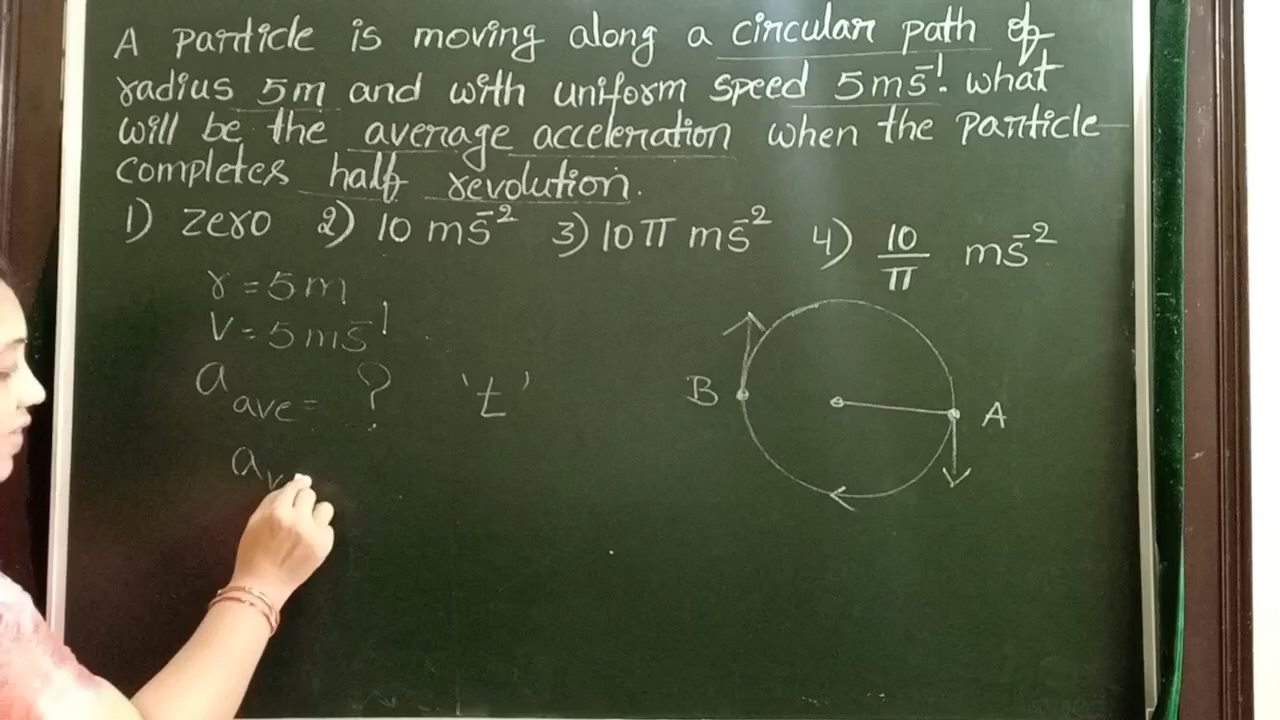 A particle is moving along a circular path of
radius 5m and with uniform speed 5ms⁻¹. what
will be the average acceleration when the particle
completes half revolution.
1) zero 2) 10 ms⁻² 3) 10π ms⁻² 4) 10/π ms⁻²
r = 5m
V = 5ms⁻¹
a ave = ? 't'
B A
a v